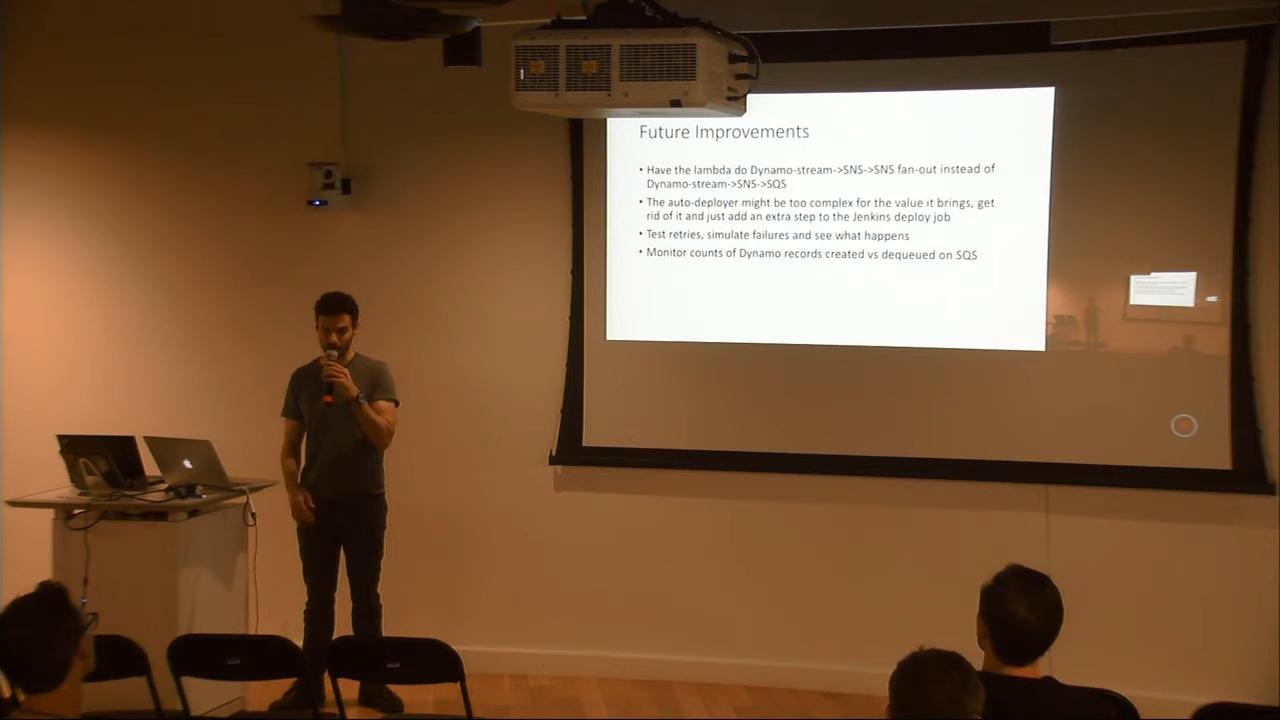 Future Improvements
• Have the lambda do Dynamo-stream->SNS->SNS fan-out instead of
Dynamo-stream->SNS->SQS
• The auto-deployer might be too complex for the value it brings, get
rid of it and just add an extra step to the Jenkins deploy job
• Test retries, simulate failures and see what happens
• Monitor counts of Dynamo records created vs dequeued on SQS